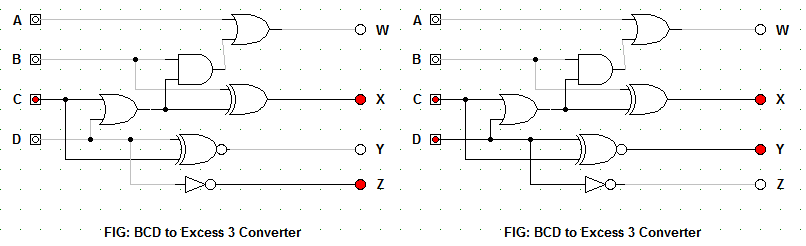 A W
B
C X
D Y
Z
FIG: BCD to Excess 3 Converter
A W
B
C X
D Y
Z
FIG: BCD to Excess 3 Converter